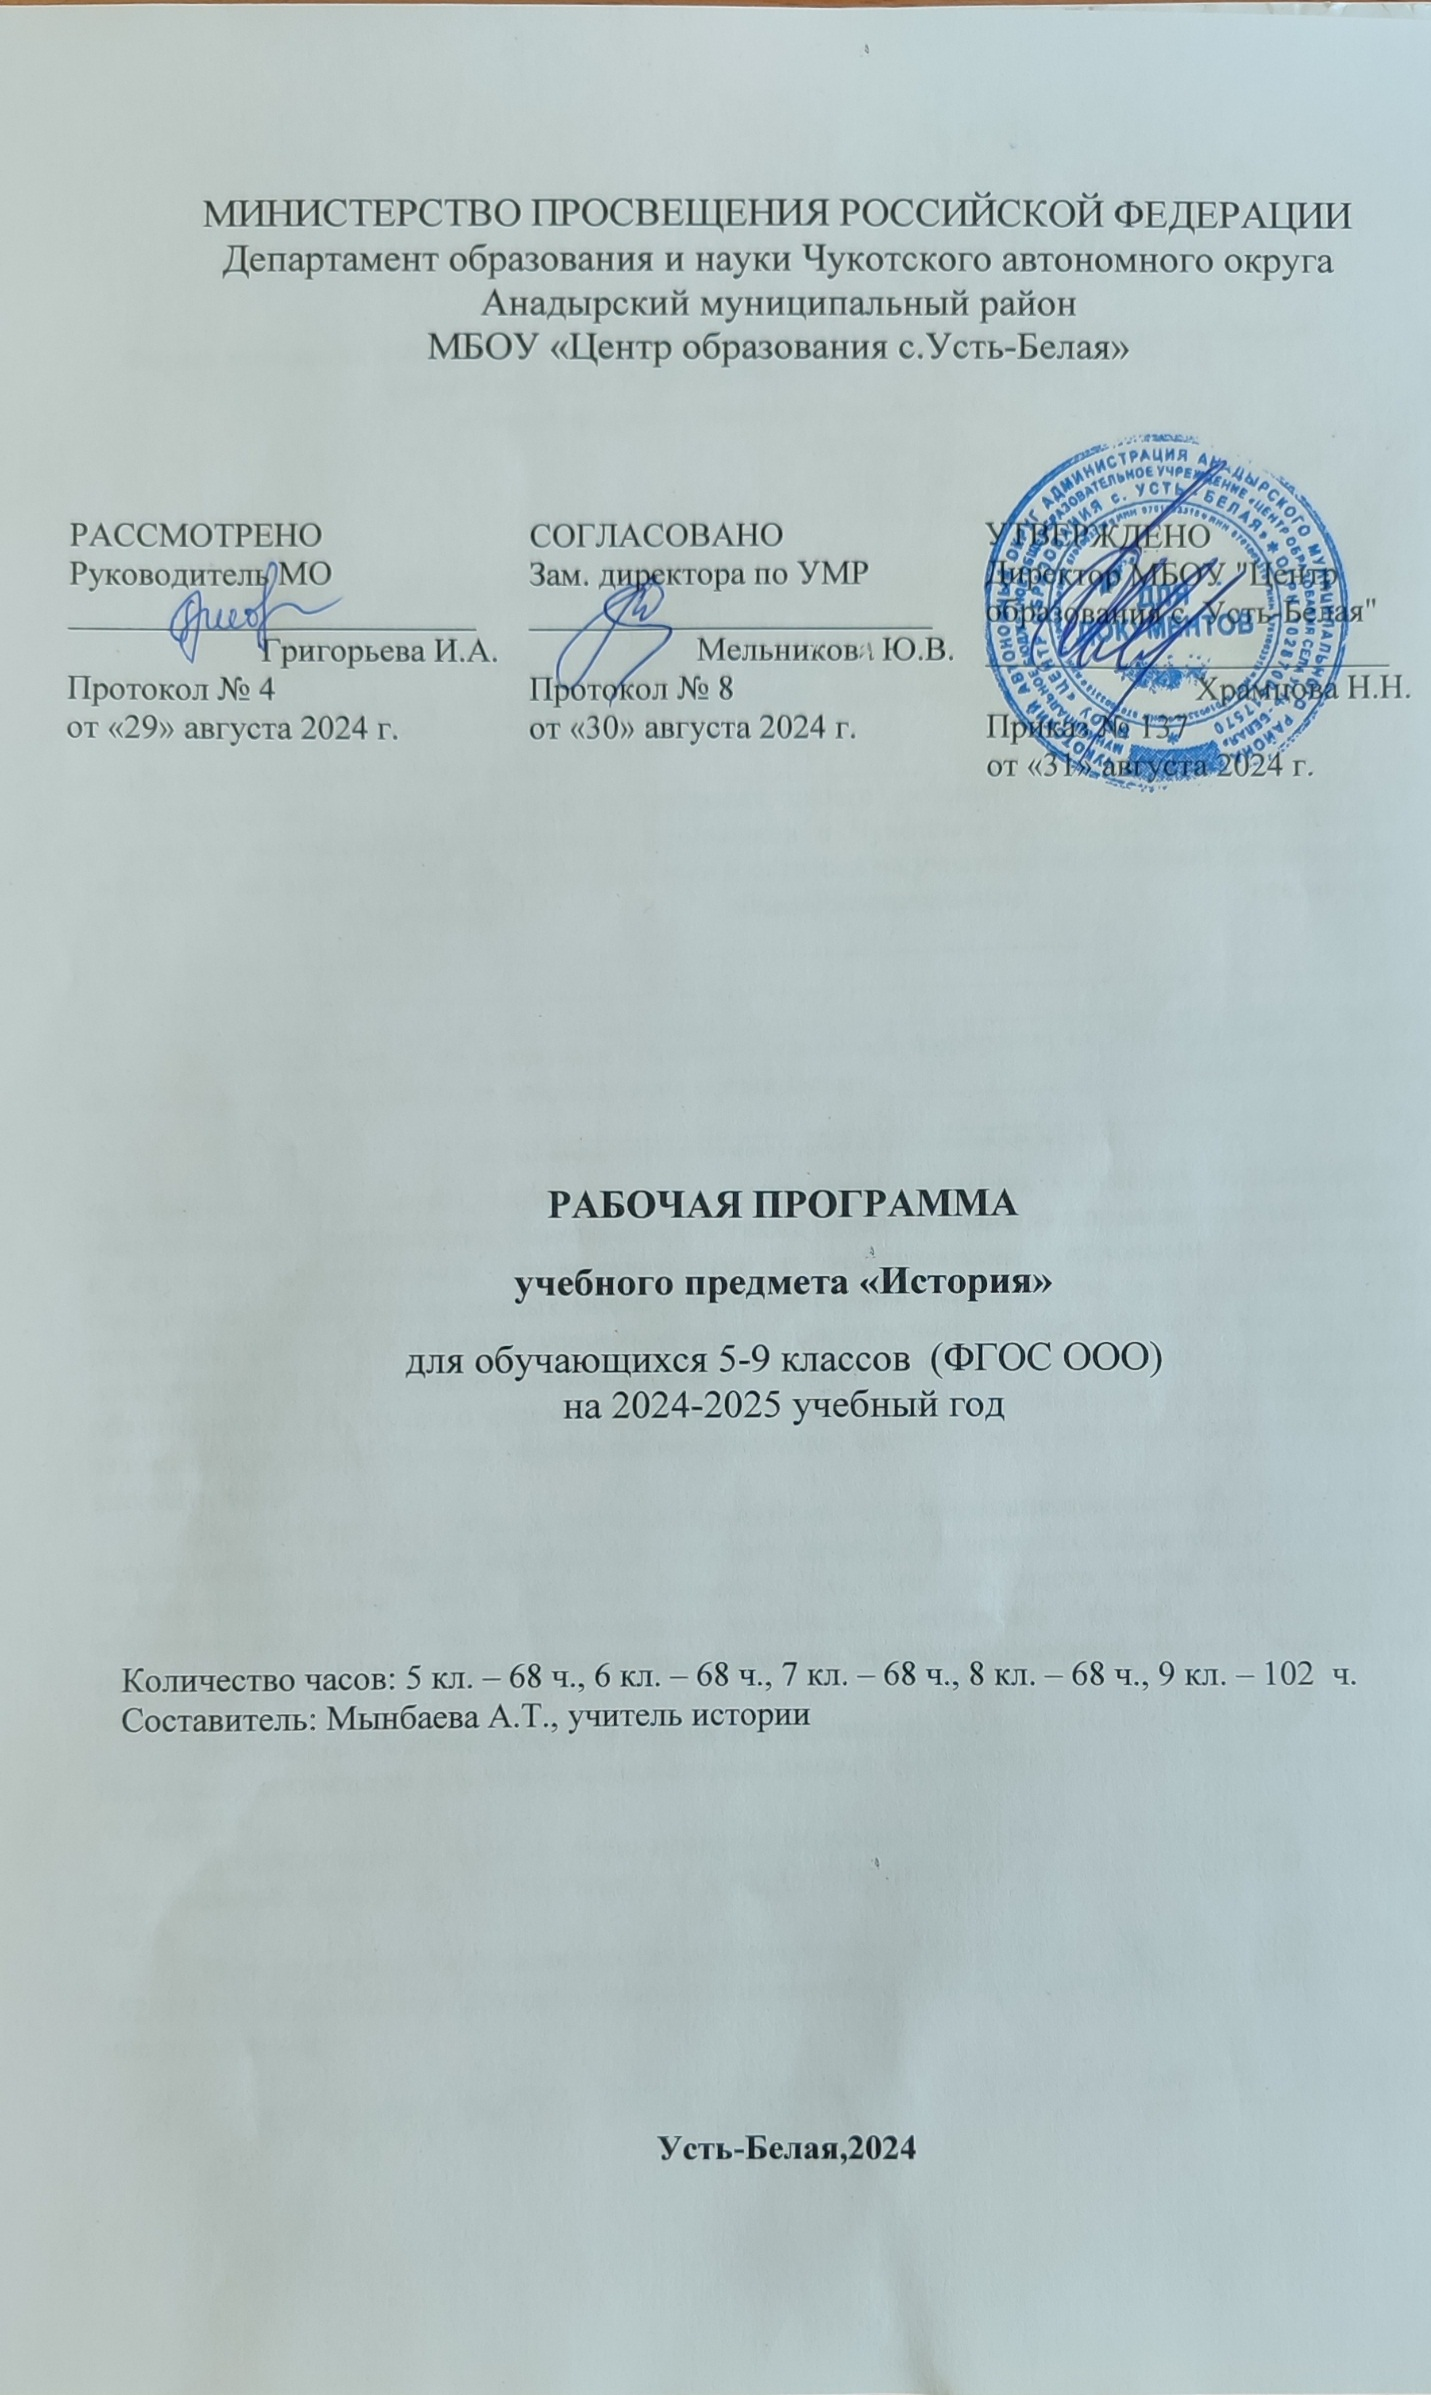 МИНИСТЕРСТВО ПРОСВЕЩЕНИЯ РОССИЙСКОЙ ФЕДЕРАЦИИ
Департамент образования и науки Чукотского автономного округа
Анадырский муниципальный район
МБОУ «Центр образования с.Усть-Белая»
РАССМОТРЕНО
Руководитель МО
Григорьева И.А.
Протокол № 4
от «29» августа 2024 г.
СОГЛАСОВАНО
Зам. директора по УМР
Мельникова Ю.В.
Протокол № 8
от «30» августа 2024 г.
УТВЕРЖДЕНО
Директор МБОУ "Центр
образования с. Усть-Белая"
Храмцова Н.Н.
Приказ № 137
от «31» августа 2024 г.
ДЛЯ
ДОКУМЕНТОВ
РАБОЧАЯ ПРОГРАММА
учебного предмета «История»
для обучающихся 5-9 классов (ФГОС ООО)
на 2024-2025 учебный год
Количество часов: 5 кл. – 68 ч., 6 кл. – 68 ч., 7 кл. – 68 ч., 8 кл. – 68 ч., 9 кл. – 102 ч.
Составитель: Мынбаева А.Т., учитель истории
Усть-Белая,2024